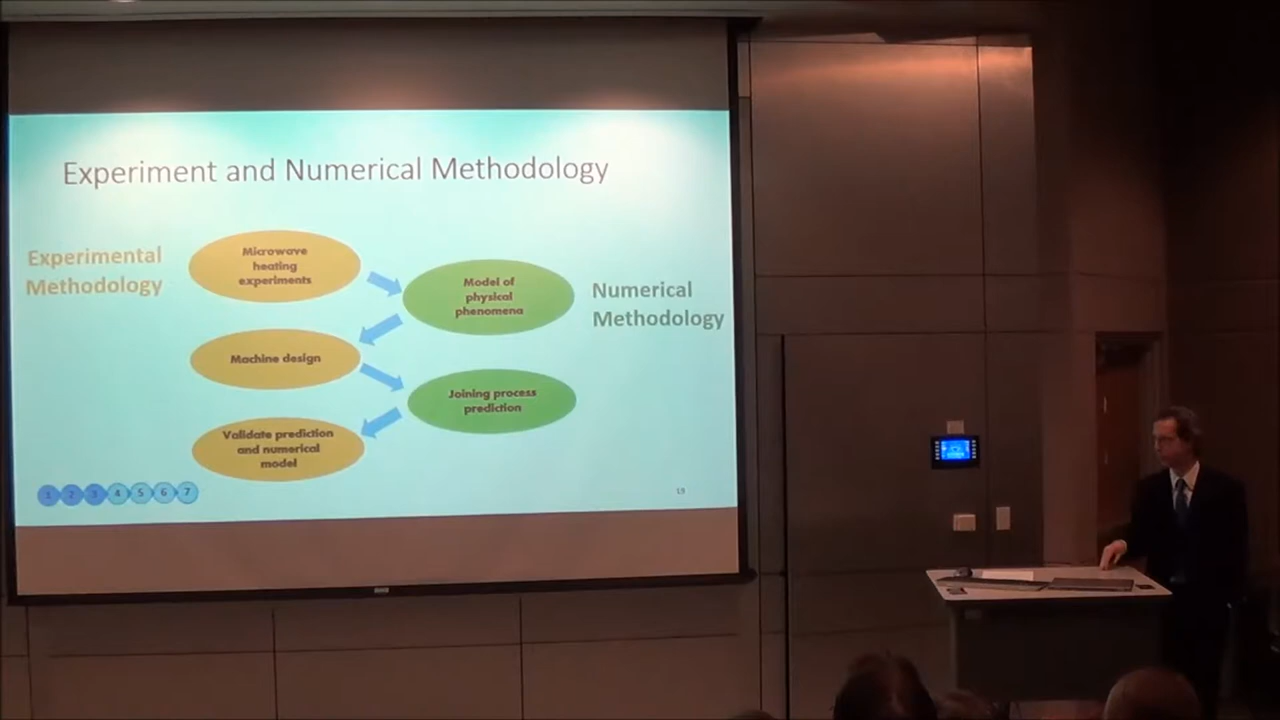 Experiment and Numerical Methodology
Experimental
Methodology
Microwave
heating
experiments
Model of
physical
phenomena
Numerical
Methodology
Machine design
Joining process
prediction
Validate prediction
and numerical
model
1 2 3 4 5 6 7
19